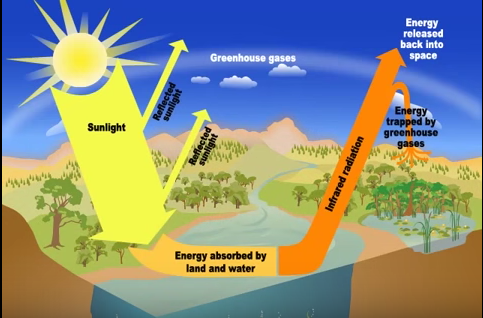 Energy
released
back into
space
Greenhouse gases
Reflected
sunlight
Sunlight
Reflected
sunlight
Energy
trapped by
greenhouse
gases
Infrared radiation
Energy absorbed by
land and water